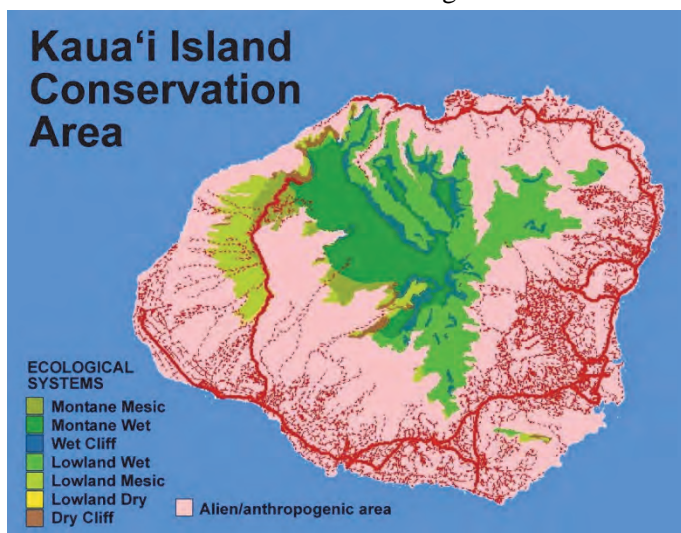 Kaua‘i Island
Conservation
Area
ECOLOGICAL
SYSTEMS
Montane Mesic
Montane Wet
Wet Cliff
Lowland Wet
Lowland Mesic
Lowland Dry
Dry Cliff
Alien/anthropogenic area